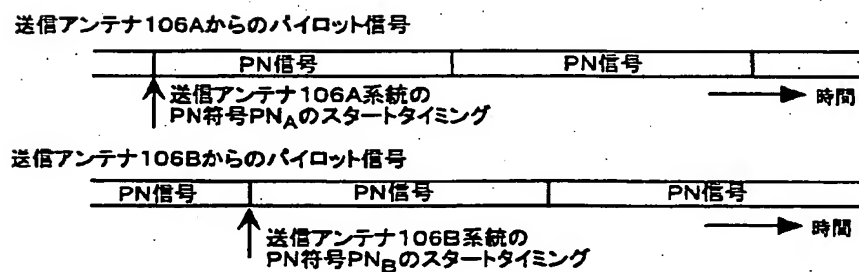 送信アンテナ106Aからのパイロット信号
PN信号 PN信号
送信アンテナ106A系統の
PN符号PN_Aのスタートタイミング
時間
送信アンテナ106Bからのパイロット信号
PN信号 PN信号 PN信号
送信アンテナ106B系統の
PN符号PN_Bのスタートタイミング
時間